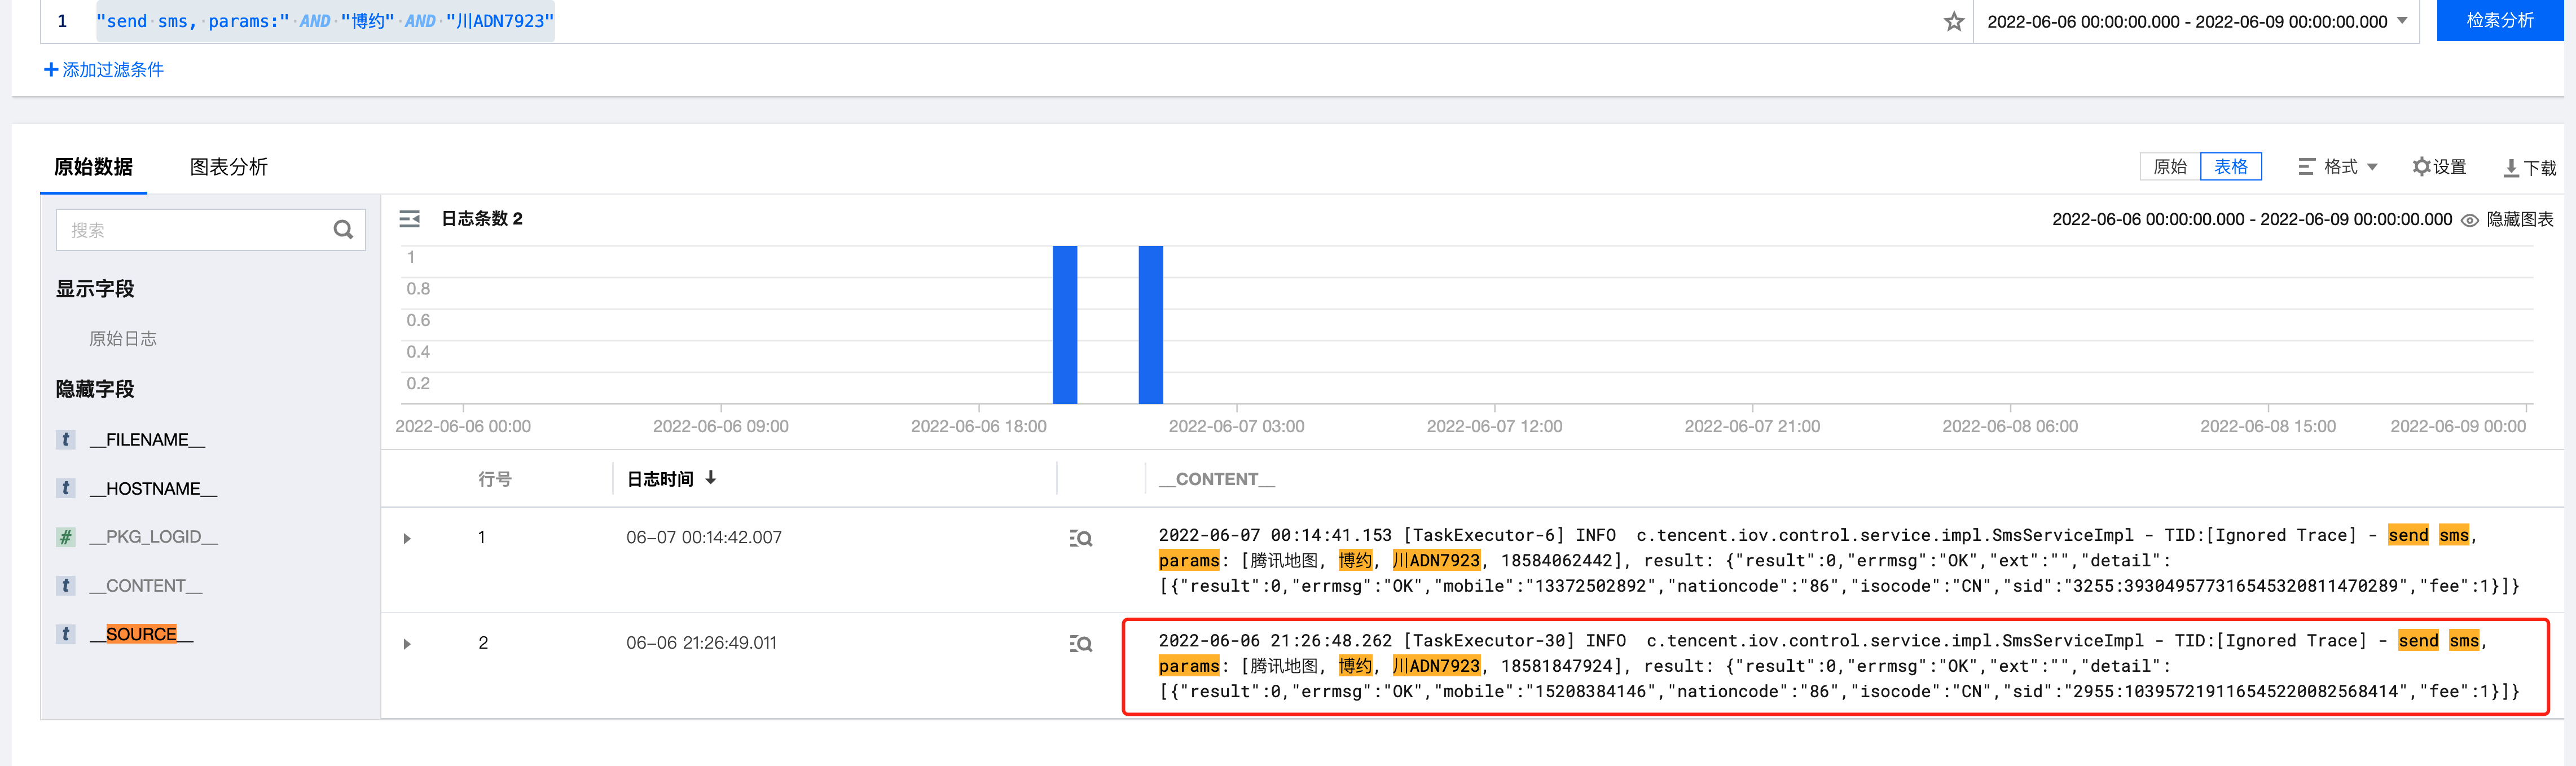 1 "send sms, params:" AND "博约" AND "川ADN7923"
2022-06-06 00:00:00.000 - 2022-06-09 00:00:00.000
检索分析
添加过滤条件
原始数据 图表分析
原始 表格 格式 设置 下载
搜索
日志条数 2
2022-06-06 00:00:00.000 - 2022-06-09 00:00:00.000 隐藏图表
显示字段
原始日志
隐藏字段
t __FILENAME__
t __HOSTNAME__
# __PKG_LOGID__
t __CONTENT__
t __SOURCE__
1
0.8
0.6
0.4
0.2
2022-06-06 00:00 2022-06-06 09:00 2022-06-06 18:00 2022-06-07 03:00 2022-06-07 12:00 2022-06-07 21:00 2022-06-08 06:00 2022-06-08 15:00 2022-06-09 00:00
行号 日志时间 __CONTENT__
1 06-07 00:14:42.007
2022-06-07 00:14:41.153 [TaskExecutor-6] INFO c.tencent.iov.control.service.impl.SmsServiceImpl - TID:[Ignored Trace] - send sms,
params: [腾讯地图, 博约, 川ADN7923, 18584062442], result: {"result":0,"errmsg":"OK","ext":"","detail":
[{"result":0,"errmsg":"OK","mobile":"13372502892","nationcode":"86","isocode":"CN","sid":"3255:393049577316545320811470289","fee":1}]}
2 06-06 21:26:49.011
2022-06-06 21:26:48.262 [TaskExecutor-30] INFO c.tencent.iov.control.service.impl.SmsServiceImpl - TID:[Ignored Trace] - send sms,
params: [腾讯地图, 博约, 川ADN7923, 18581847924], result: {"result":0,"errmsg":"OK","ext":"","detail":
[{"result":0,"errmsg":"OK","mobile":"15208384146","nationcode":"86","isocode":"CN","sid":"2955:103957219116545220082568414","fee":1}]}